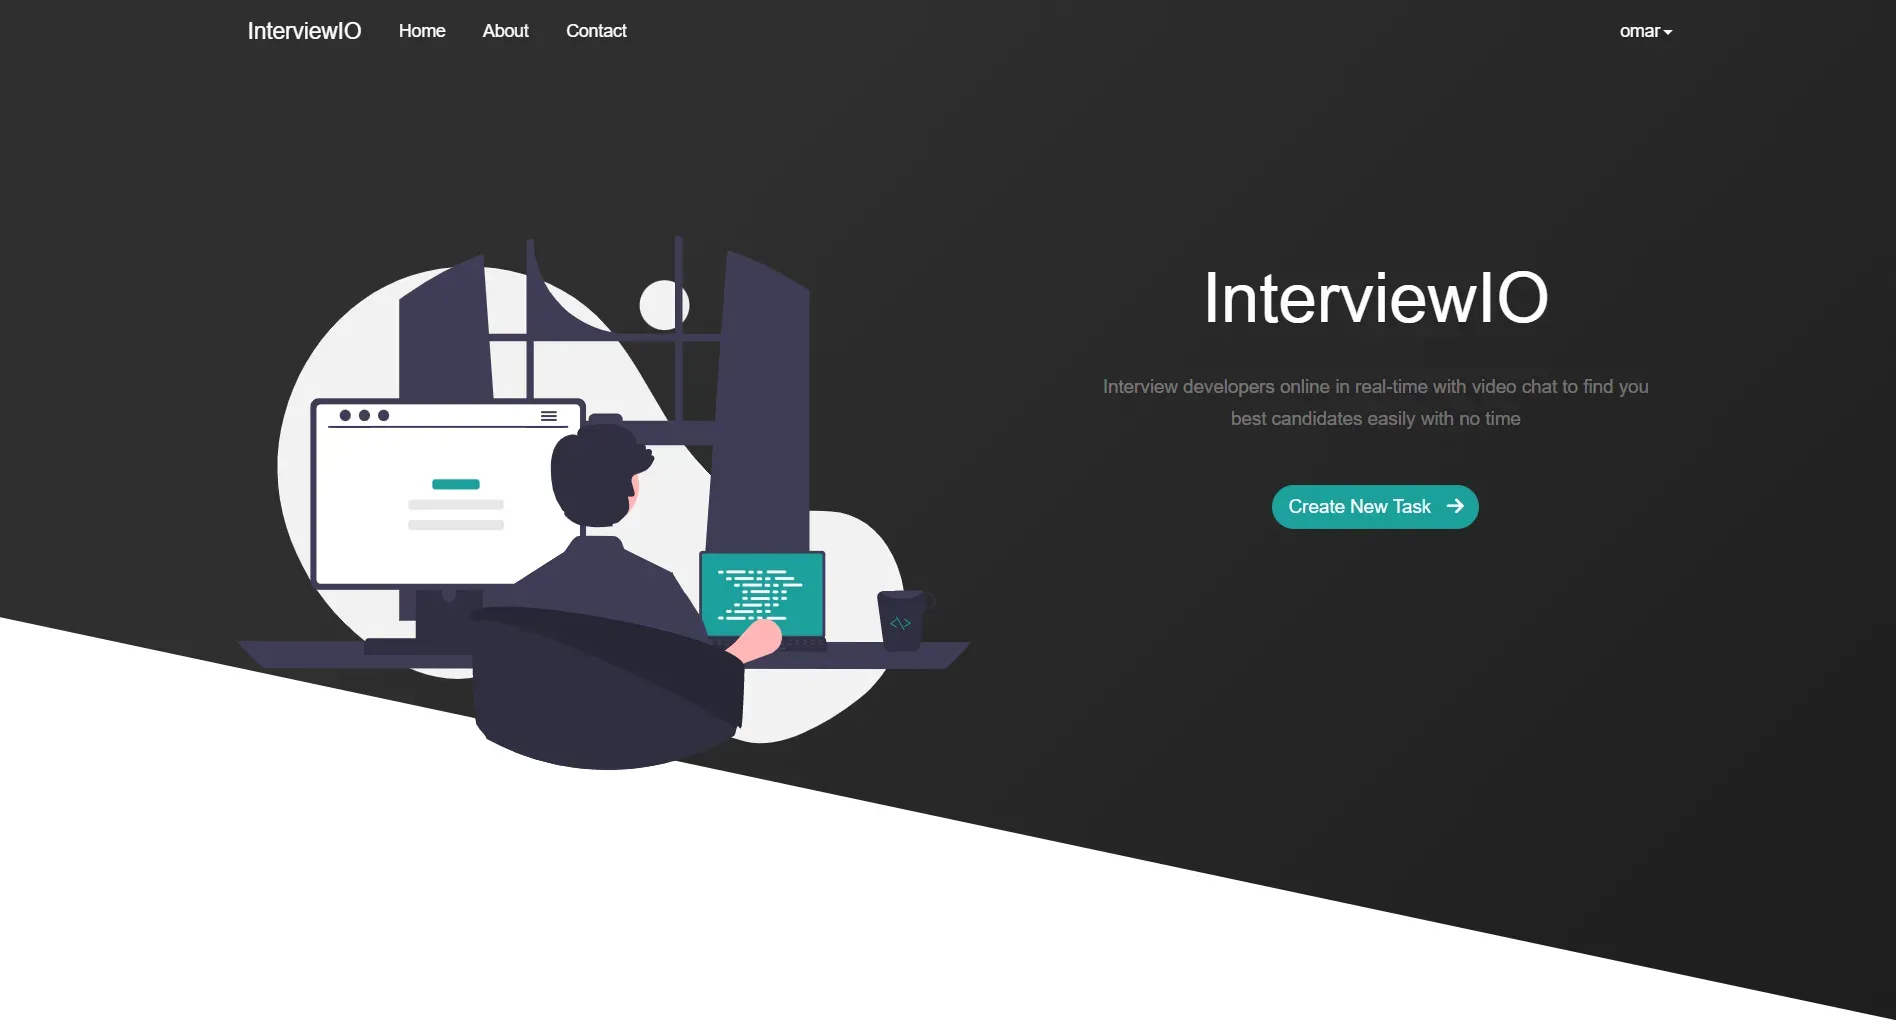 InterviewIO Home About Contact omar
InterviewIO
Interview developers online in real-time with video chat to find you
best candidates easily with no time
Create New Task
<\>